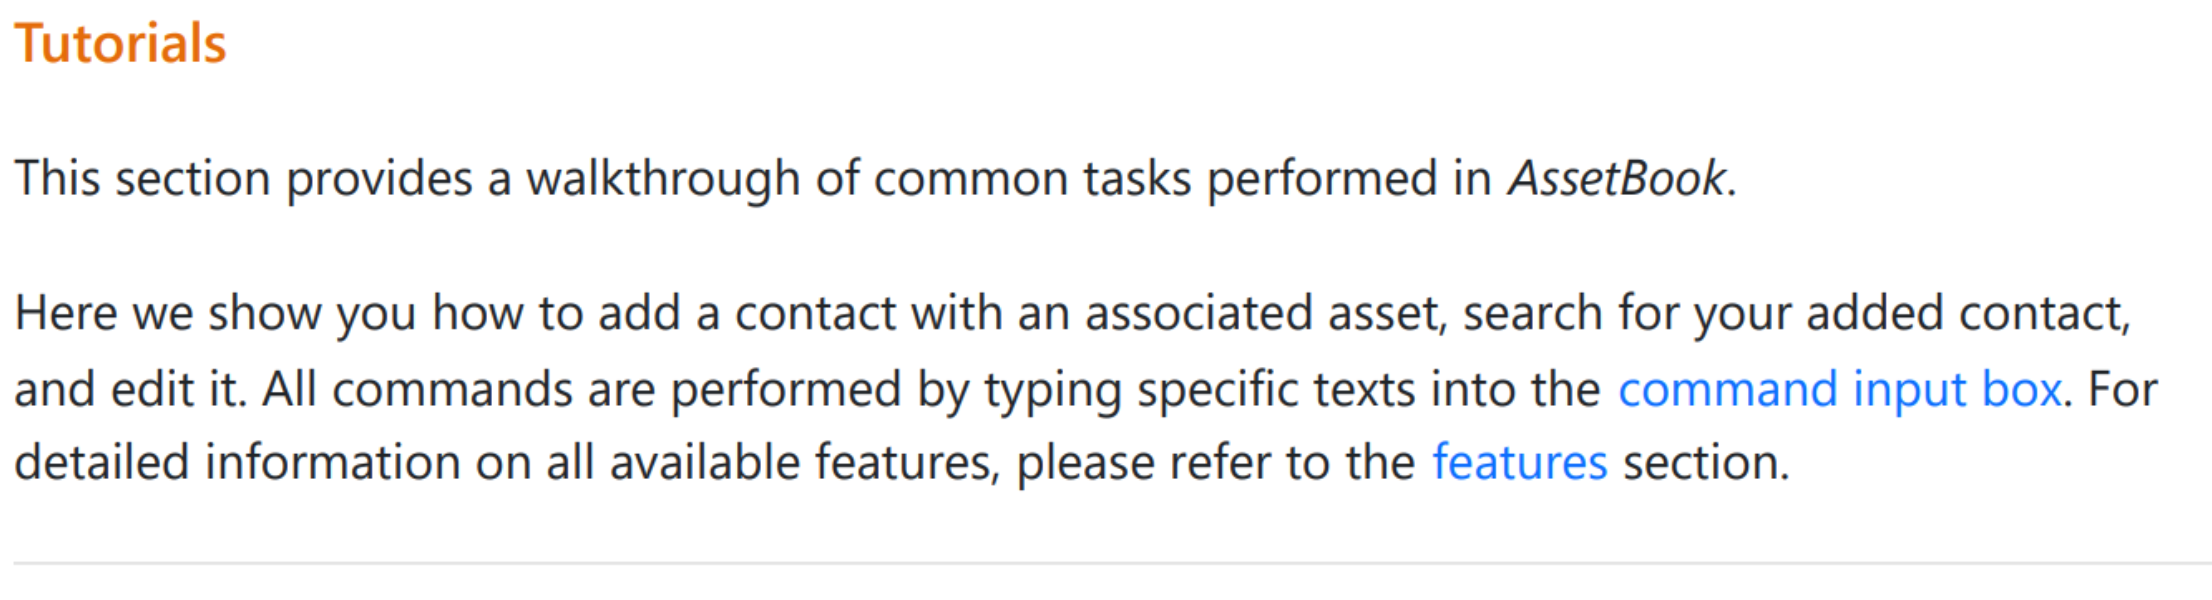 Tutorials
This section provides a walkthrough of common tasks performed in AssetBook.
Here we show you how to add a contact with an associated asset, search for your added contact,
and edit it. All commands are performed by typing specific texts into the command input box. For
detailed information on all available features, please refer to the features section.